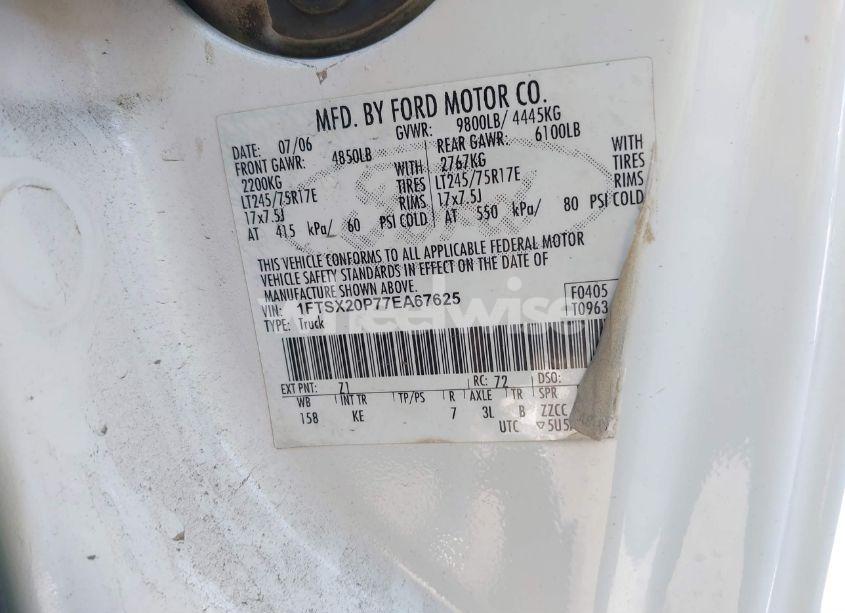 MFD. BY FORD MOTOR CO.
DATE: 07/06 GVWR: 9800LB/ 4445KG
FRONT GAWR: 4850LB REAR GAWR: 6100LB
2200KG WITH 2767KG WITH
LT245/75R17E TIRES LT245/75R17E TIRES
17x7.5J RIMS 17x7.5J RIMS
AT 415 kPa/ 60 PSI COLD AT 550 kPa/ 80 PSI COLD
THIS VEHICLE CONFORMS TO ALL APPLICABLE FEDERAL MOTOR
VEHICLE SAFETY STANDARDS IN EFFECT ON THE DATE OF
MANUFACTURE SHOWN ABOVE.
VIN: 1FTSX20P77EA67625 F0405
TYPE: Truck T0963
EXT PNT: Z1 RC: 72 DSO:
WB INT TR TP/PS R AXLE TR SPR
158 KE 7 3L B ZZCC
UTC ▽5U5
wheelwise